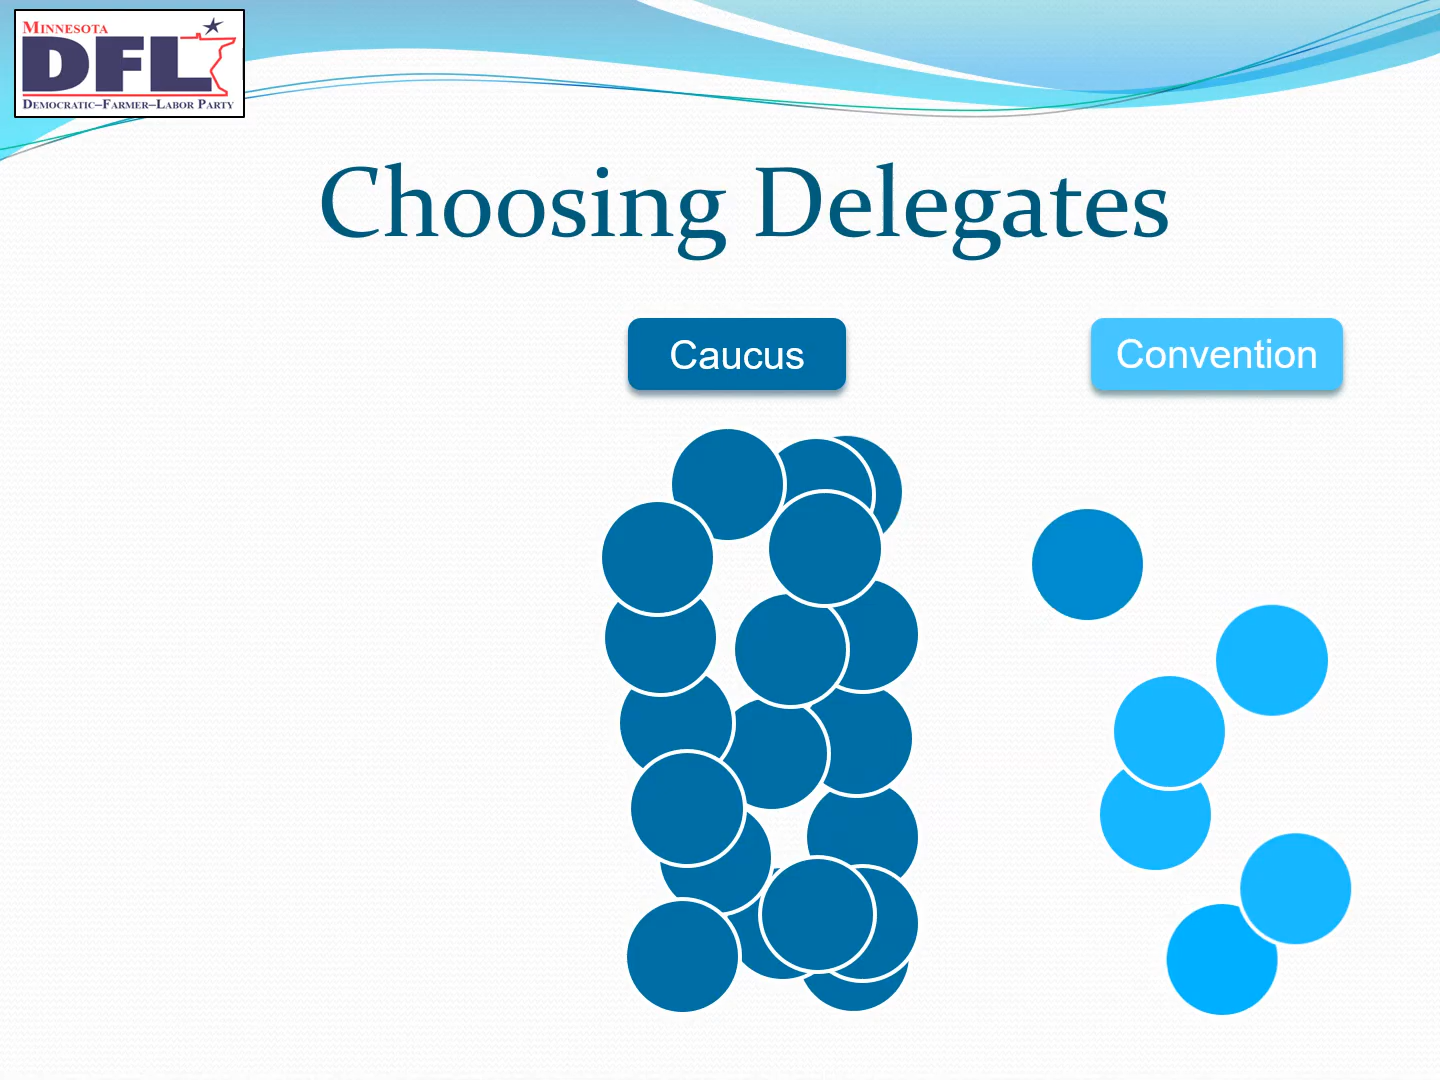 MINNESOTA
DFL
DEMOCRATIC–FARMER–LABOR PARTY
Choosing Delegates
Caucus
Convention